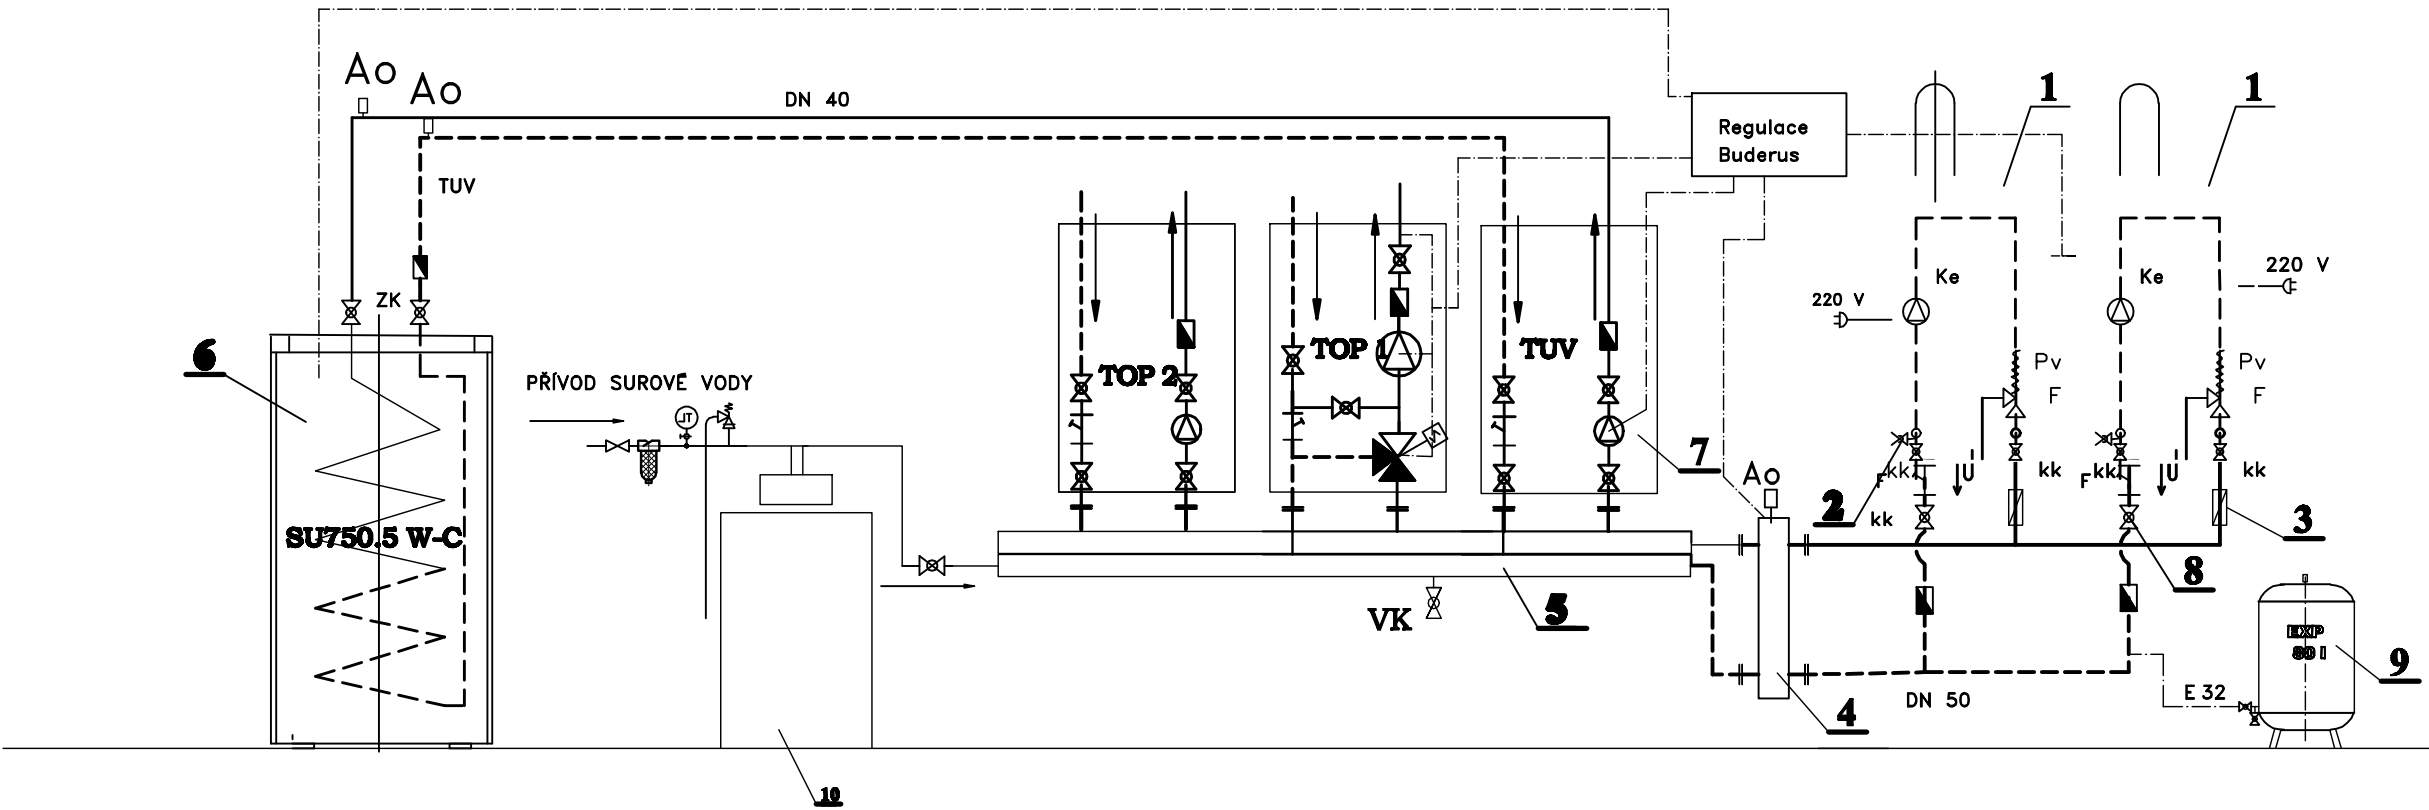 Ao
Ao
DN 40
TUV
Regulace
Buderus
1
1
Ke
Ke
220 V
220 V
ZK
6
PŘÍVOD SUROVÉ VODY
TOP 2
TOP 1
TUV
Pv
F
Pv
F
7
Ao
SU750.5 W-C
2
F
kk
U
kk
F
kk
U
kk
kk
3
8
VK
5
EXP
80 l
9
E 32
DN 50
4
10